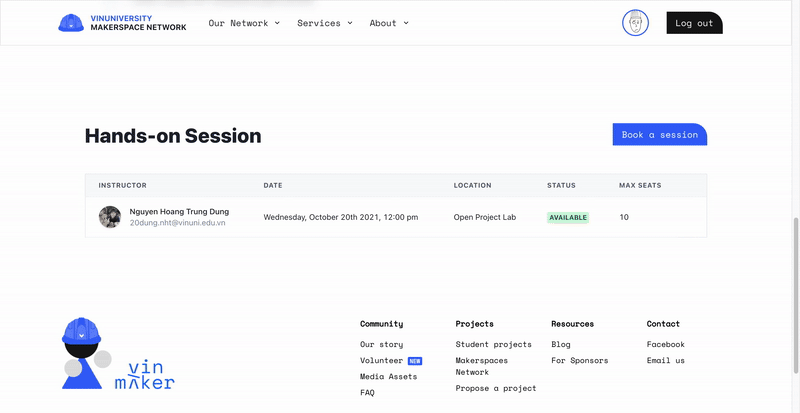 VINUNIVERSITY
MAKERSPACE NETWORK
Our Network Services About
Log out
Hands-on Session
Book a session
INSTRUCTOR DATE LOCATION STATUS MAX SEATS
Nguyen Hoang Trung Dung
20dung.nht@vinuni.edu.vn
Wednesday, October 20th 2021, 12:00 pm Open Project Lab AVAILABLE 10
vin
maker
Community
Our story
Volunteer NEW
Media Assets
FAQ
Projects
Student projects
Makerspaces
Network
Propose a project
Resources
Blog
For Sponsors
Contact
Facebook
Email us